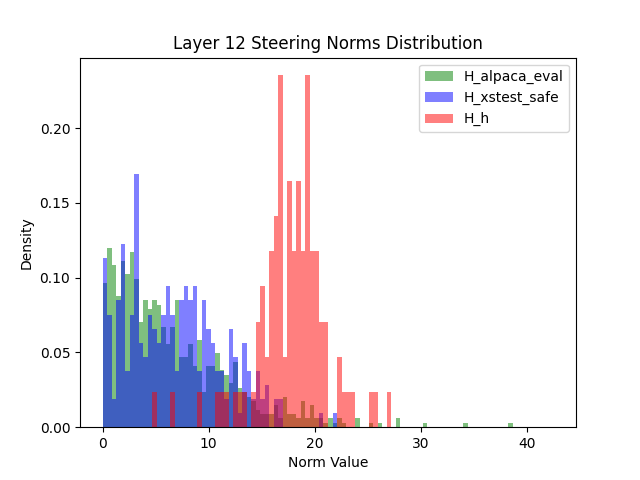 Layer 12 Steering Norms Distribution
H_alpaca_eval
H_xstest_safe
H_h
0.20
0.15
0.10
0.05
0.00
Density
0
10
20
30
40
Norm Value